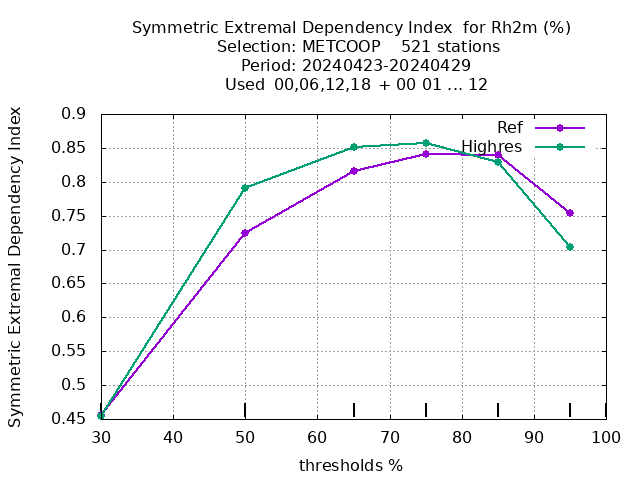 Symmetric Extremal Dependency Index for Rh2m (%)
Selection: METCOOP 521 stations
Period: 20240423-20240429
Used 00,06,12,18 + 00 01 ... 12
Symmetric Extremal Dependency Index
0.9
0.85
0.8
0.75
0.7
0.65
0.6
0.55
0.5
0.45
Ref
Highres
30 40 50 60 70 80 90 100
thresholds %